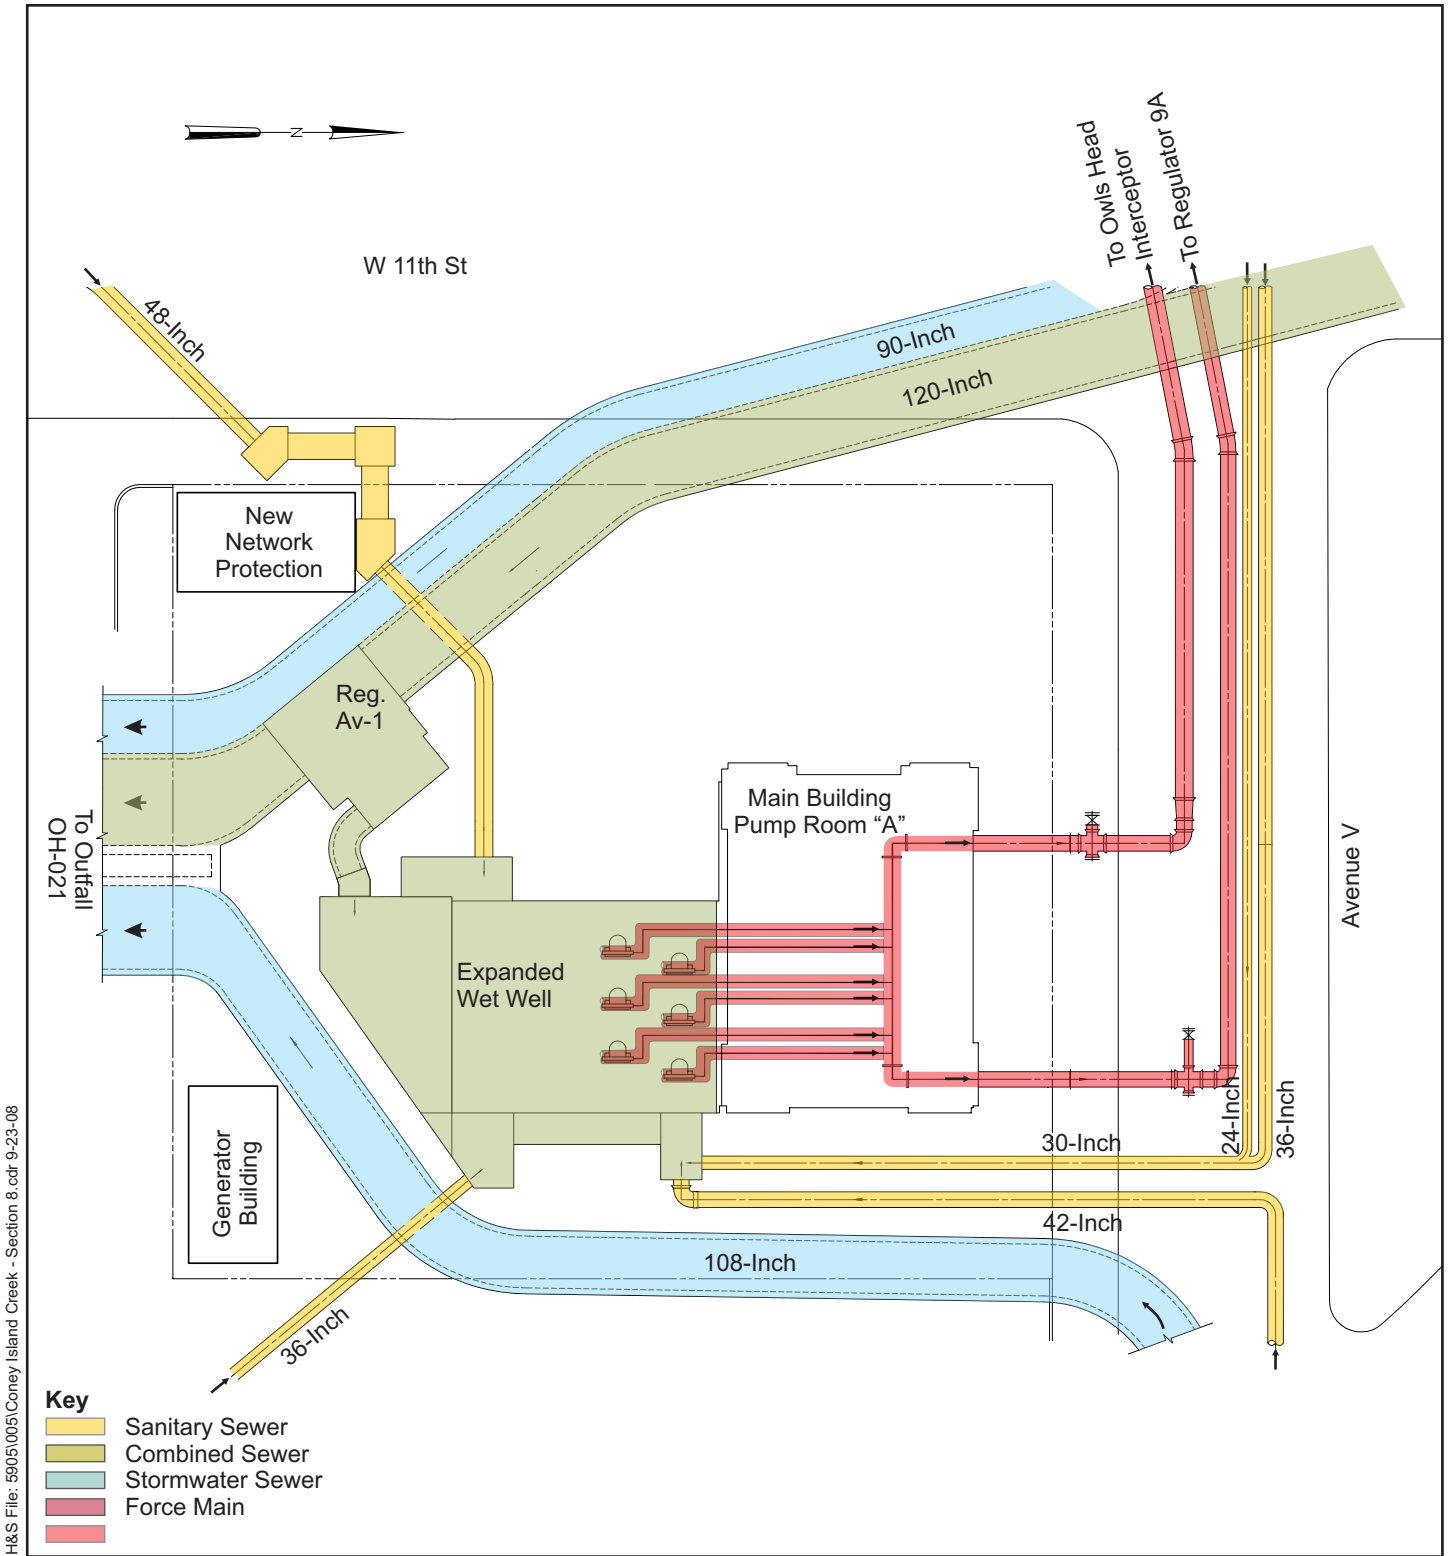 N
W 11th St
To Owls Head
Interceptor
To Regulator 9A
48-Inch
90-Inch
120-Inch
New
Network
Protection
Reg.
Av-1
Main Building
Pump Room “A”
To Outfall
OH-021
Avenue V
Expanded
Wet Well
24-Inch
36-Inch
30-Inch
42-Inch
Generator
Building
108-Inch
36-Inch
Key
Sanitary Sewer
Combined Sewer
Stormwater Sewer
Force Main
H&S File: 5905\005\Coney Island Creek - Section 8.cdr 9-23-08